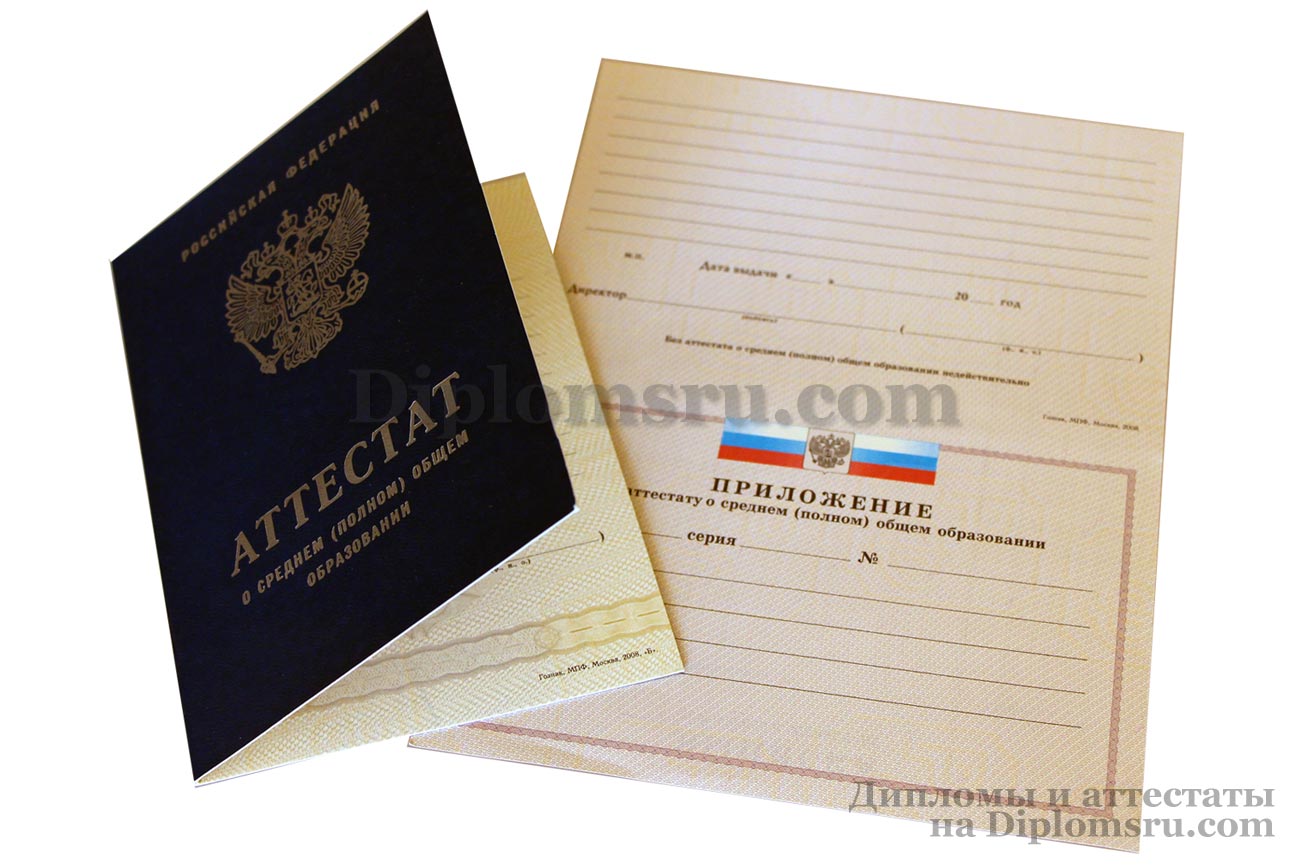 РОССИЙСКАЯ ФЕДЕРАЦИЯ
АТТЕСТАТ
О СРЕДНЕМ (ПОЛНОМ) ОБЩЕМ
ОБРАЗОВАНИИ
)
Гознак, МПФ, Москва, 2008, «Б».
м.п. Дата выдачи « » 20 год
Директор ( )
(подпись) (ф. и. о.)
Без аттестата о среднем (полном) общем образовании недействительно
Гознак, МПФ, Москва, 2008
ПРИЛОЖЕНИЕ
аттестату о среднем (полном) общем образовании
серия №
Diplomsru.com
Дипломы и аттестаты
на Diplomsru.com